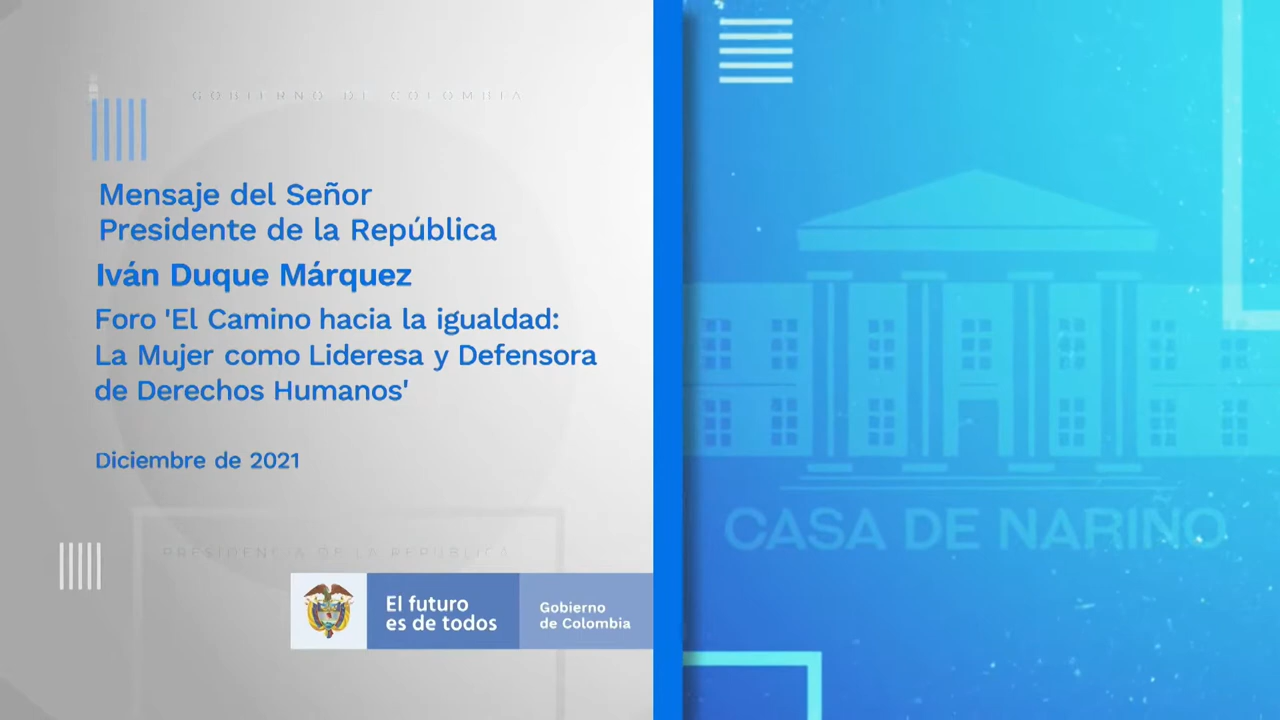 GOBIERNO DE COLOMBIA
Mensaje del Señor
Presidente de la República
Iván Duque Márquez
Foro 'El Camino hacia la igualdad:
La Mujer como Lideresa y Defensora
de Derechos Humanos'
Diciembre de 2021
PRESIDENCIA DE LA REPÚBLICA
El futuro
es de todos
Gobierno
de Colombia
CASA DE NARIÑO